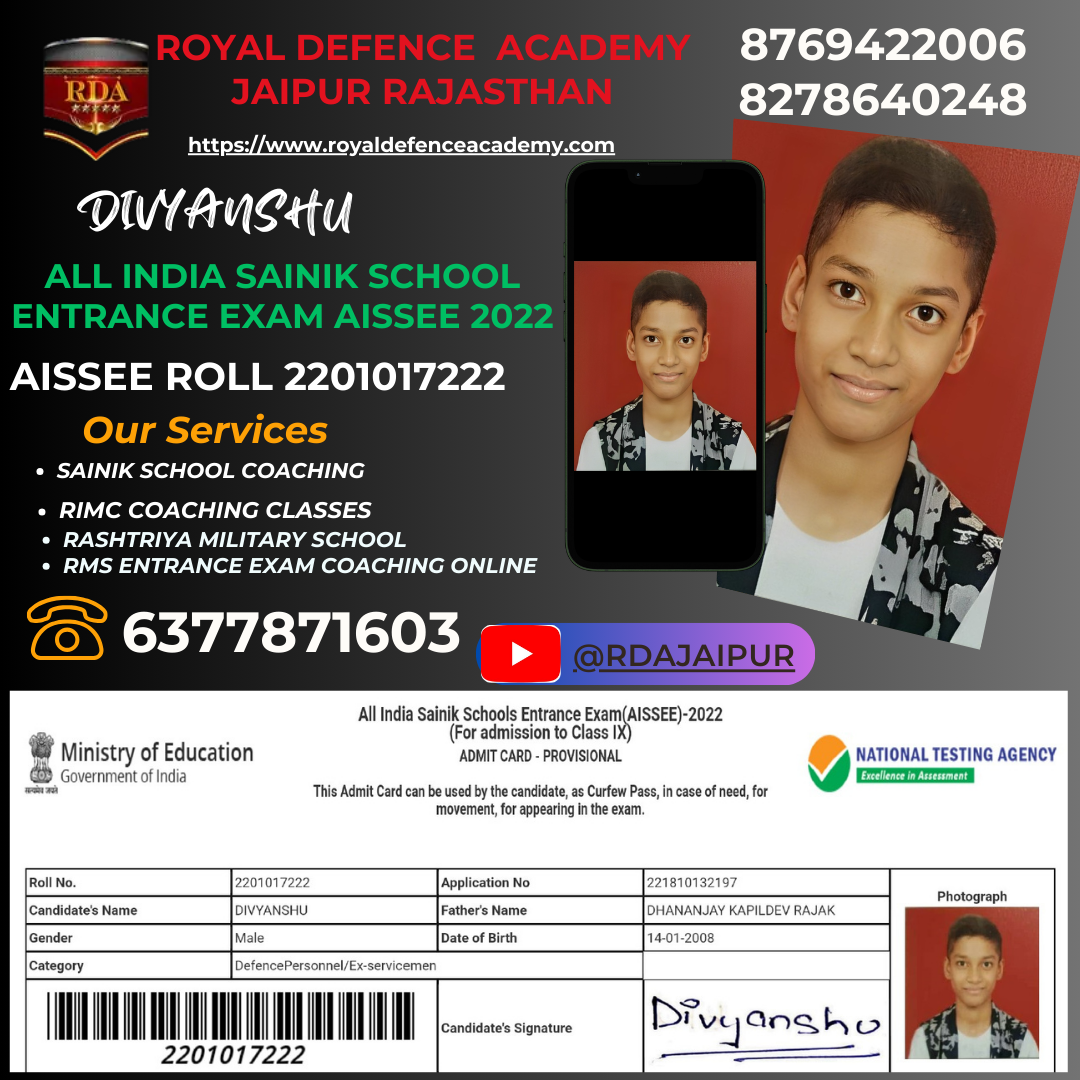 RDA
ROYAL DEFENCE ACADEMY
JAIPUR RAJASTHAN
8769422006
8278640248
https://www.royaldefenceacademy.com
DIVYANSHU
ALL INDIA SAINIK SCHOOL
ENTRANCE EXAM AISSEE 2022
AISSEE ROLL 2201017222
Our Services
• SAINIK SCHOOL COACHING
• RIMC COACHING CLASSES
• RASHTRIYA MILITARY SCHOOL
• RMS ENTRANCE EXAM COACHING ONLINE
6377871603
@RDAJAIPUR
All India Sainik Schools Entrance Exam(AISSEE)-2022
(For admission to Class IX)
ADMIT CARD - PROVISIONAL
Ministry of Education
Government of India
सत्यमेव जयते
NATIONAL TESTING AGENCY
Excellence in Assessment
This Admit Card can be used by the candidate, as Curfew Pass, in case of need, for
movement, for appearing in the exam.
Roll No. 2201017222 Application No 221810132197
Candidate's Name DIVYANSHU Father's Name DHANANJAY KAPILDEV RAJAK
Gender Male Date of Birth 14-01-2008
Category DefencePersonnel/Ex-servicemen
Photograph
2201017222
Candidate's Signature
Divyanshu